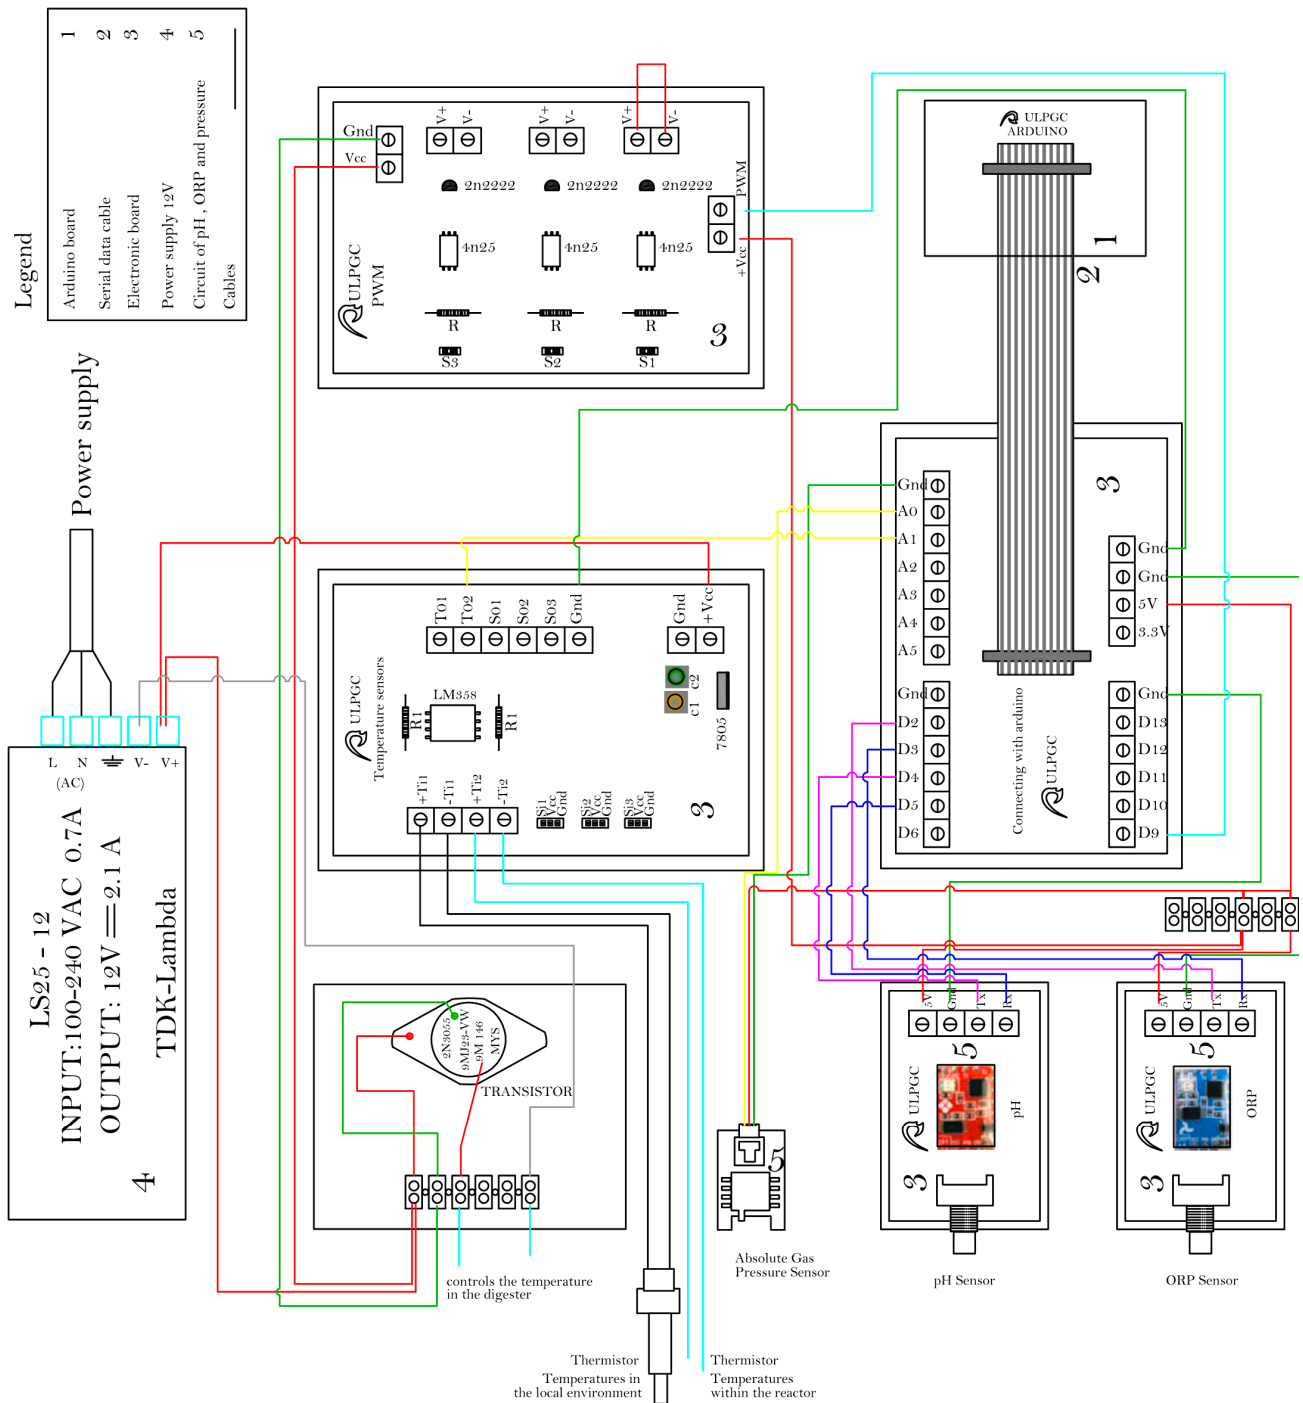 Legend
1 Arduino board
2 Serial data cable
3 Electronic board
4 Power supply 12V
5 Circuit of pH , ORP and pressure
Cables
Power supply
L N V- V+
(AC)
LS25 - 12
INPUT:100-240 VAC 0.7A
OUTPUT: 12V 2.1 A
TDK-Lambda
4
Gnd
Vcc
V+ V-
V+ V-
V+ V-
2n2222 2n2222 2n2222
PWM
+Vcc
4n25 4n25 4n25
ULPGC
PWM
R R R
S3 S2 S1
3
ULPGC
ARDUINO
1
2
3
Gnd
A0
A1
A2
A3
A4
A5
Gnd
D2
D3
D4
D5
D6
Gnd
Gnd
5V
3.3V
Gnd
D13
D12
D11
D10
D9
Connecting with arduino
ULPGC
To1 To2 So1 So2 So3 Gnd
Gnd +Vcc
ULPGC
Temperature sensors
LM358
R1 R1
c2
c1
7805
+Ti1 -Ti1 +Ti2 -Ti2
Si1 Vcc Gnd
Si2 Vcc Gnd
Si3 Vcc Gnd
3
2N3055
9MJ23-VW
9M 146
MYS
TRANSISTOR
controls the temperature
in the digester
Thermistor
Temperatures in
the local environment
Thermistor
Temperatures
within the reactor
5
Absolute Gas
Pressure Sensor
5V Gnd Tx Rx
5
ULPGC
pH
3
pH Sensor
5V Gnd Tx Rx
5
ULPGC
ORP
3
ORP Sensor